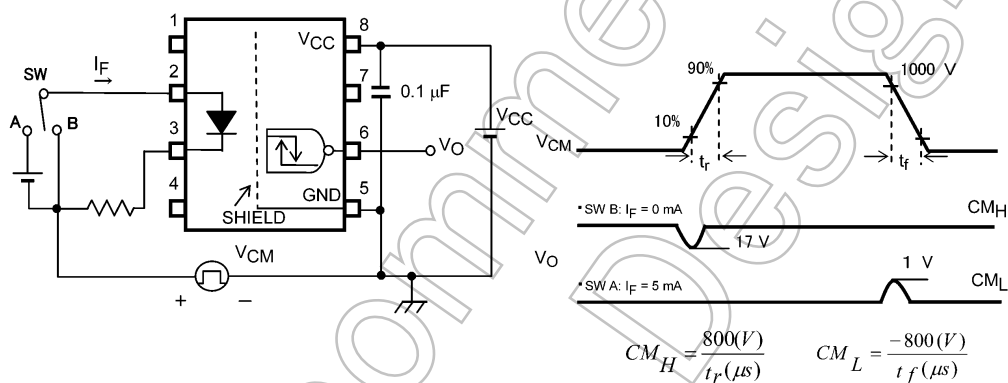 1
8
VCC
IF
SW
2
7
0.1 μF
A
B
3
6
VO
VCC
4
GND
5
SHIELD
VCM
+
−
90%
1000 V
10%
VCM
tr
tf
• SW B: IF = 0 mA
CMH
17 V
VO
1 V
• SW A: IF = 5 mA
CML
CMH = 800(V) / tr(μs)
CML = −800(V) / tf(μs)
omme
Desig